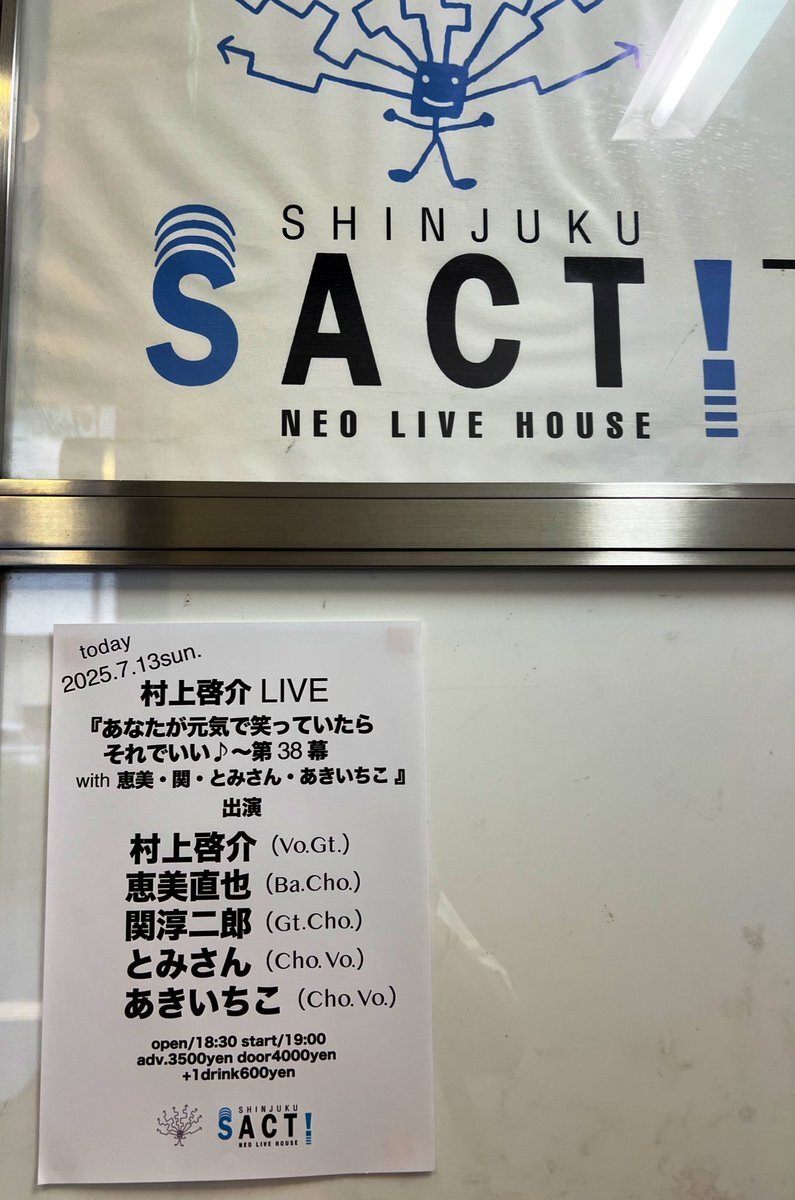 SHINJUKU
SACT!
NEO LIVE HOUSE
today
2025.7.13sun.
村上啓介 LIVE
『あなたが元気で笑っていたら
それでいい♪〜第38幕
with 恵美・関・とみさん・あきいちこ 』
出演
村上啓介 (Vo.Gt.)
恵美直也 (Ba.Cho.)
関淳二郎 (Gt.Cho.)
とみさん (Cho.Vo.)
あきいちこ (Cho.Vo.)
open/18:30 start/19:00
adv.3500yen door4000yen
+1drink600yen
SHINJUKU
SACT!
NEO LIVE HOUSE